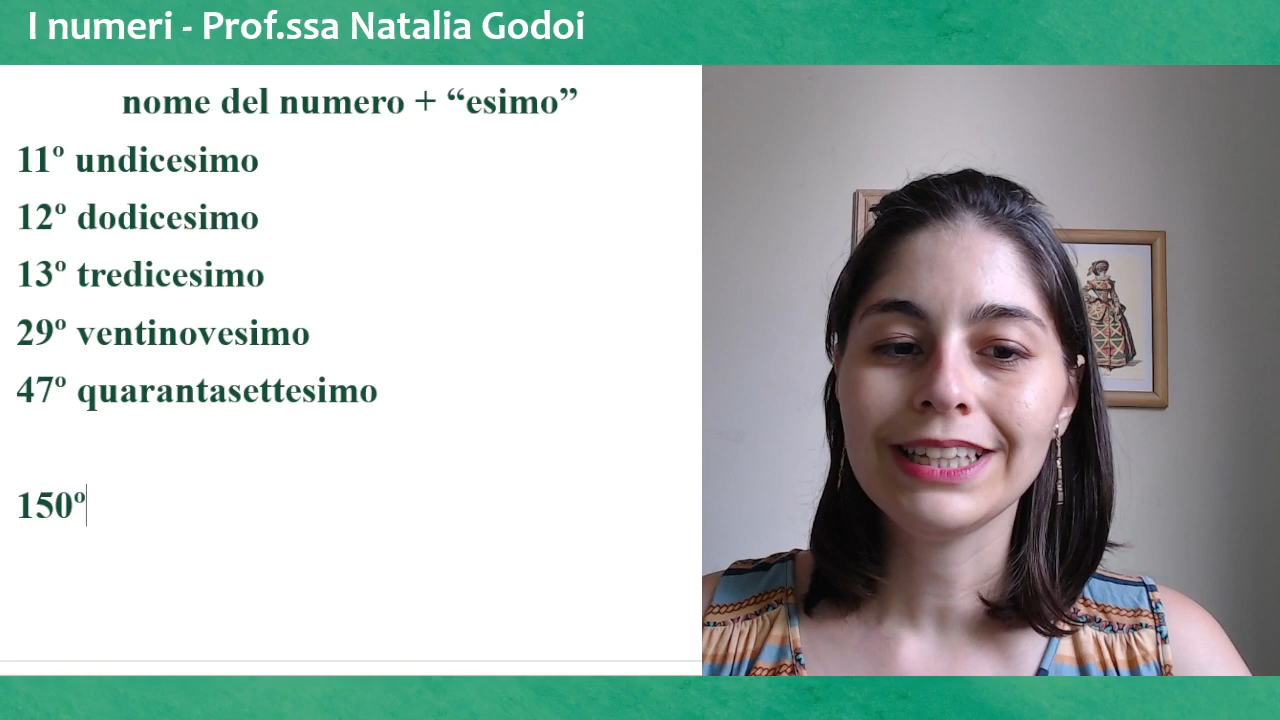 I numeri - Prof.ssa Natalia Godoi
nome del numero + “esimo”
11º undicesimo
12º dodicesimo
13º tredicesimo
29º ventinovesimo
47º quarantasettesimo
150º